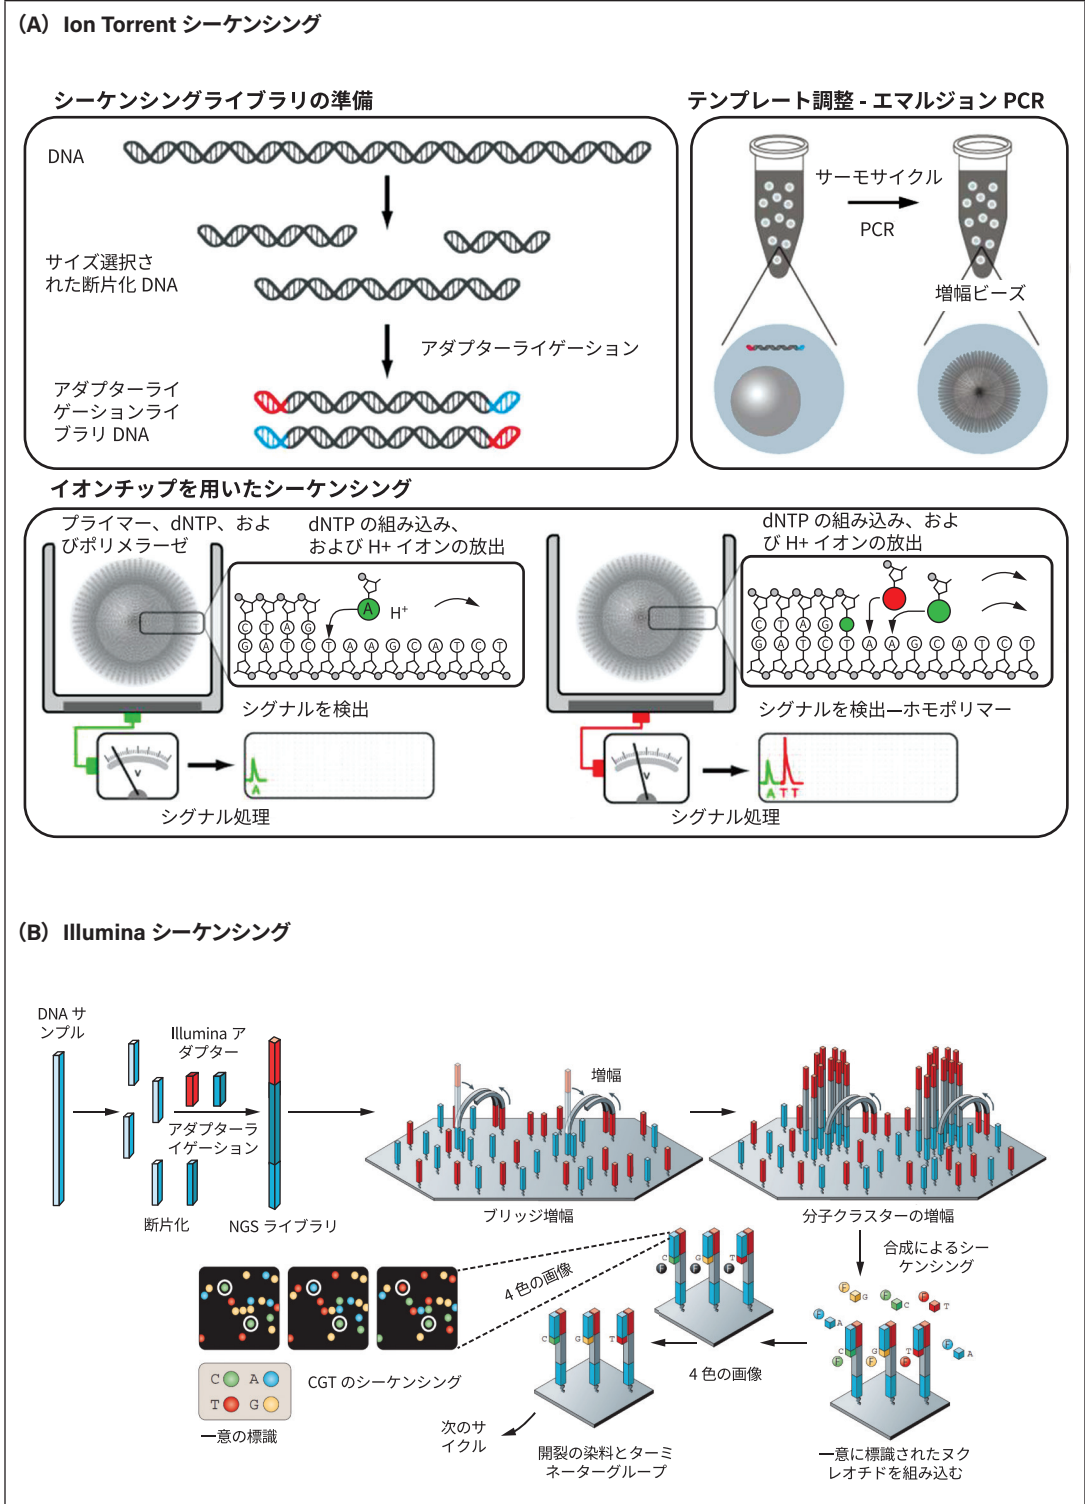 (A) Ion Torrent シーケンシング
シーケンシングライブラリの準備
DNA
サイズ選択さ
れた断片化 DNA
アダプターライゲーション
アダプターライ
ゲーションライ
ブラリ DNA
テンプレート調整 - エマルジョン PCR
サーモサイクル
PCR
増幅ビーズ
イオンチップを用いたシーケンシング
プライマー、dNTP、およ
びポリメラーゼ
dNTP の組み込み、
および H+ イオンの放出
A H+
C T A G
G A T C T A A G C A T C T
シグナルを検出
V
A
シグナル処理
dNTP の組み込み、およ
び H+ イオンの放出
C T A G
G A T C T A A G C A T C T
シグナルを検出—ホモポリマー
V
A T T
シグナル処理
(B) Illumina シーケンシング
DNA サ
ンプル
Illumina ア
ダプター
アダプターラ
イゲーション
断片化
NGS ライブラリ
増幅
ブリッジ増幅
分子クラスターの増幅
合成によるシー
ケンシング
F G F C F T
F A
C G T F A
F F F
一意に標識されたヌク
レオチドを組み込む
4 色の画像
C G T
F F F
4 色の画像
C G T
開裂の染料とターミ
ネーターグループ
次のサ
イクル
CGT のシーケンシング
C A
T G
一意の標識